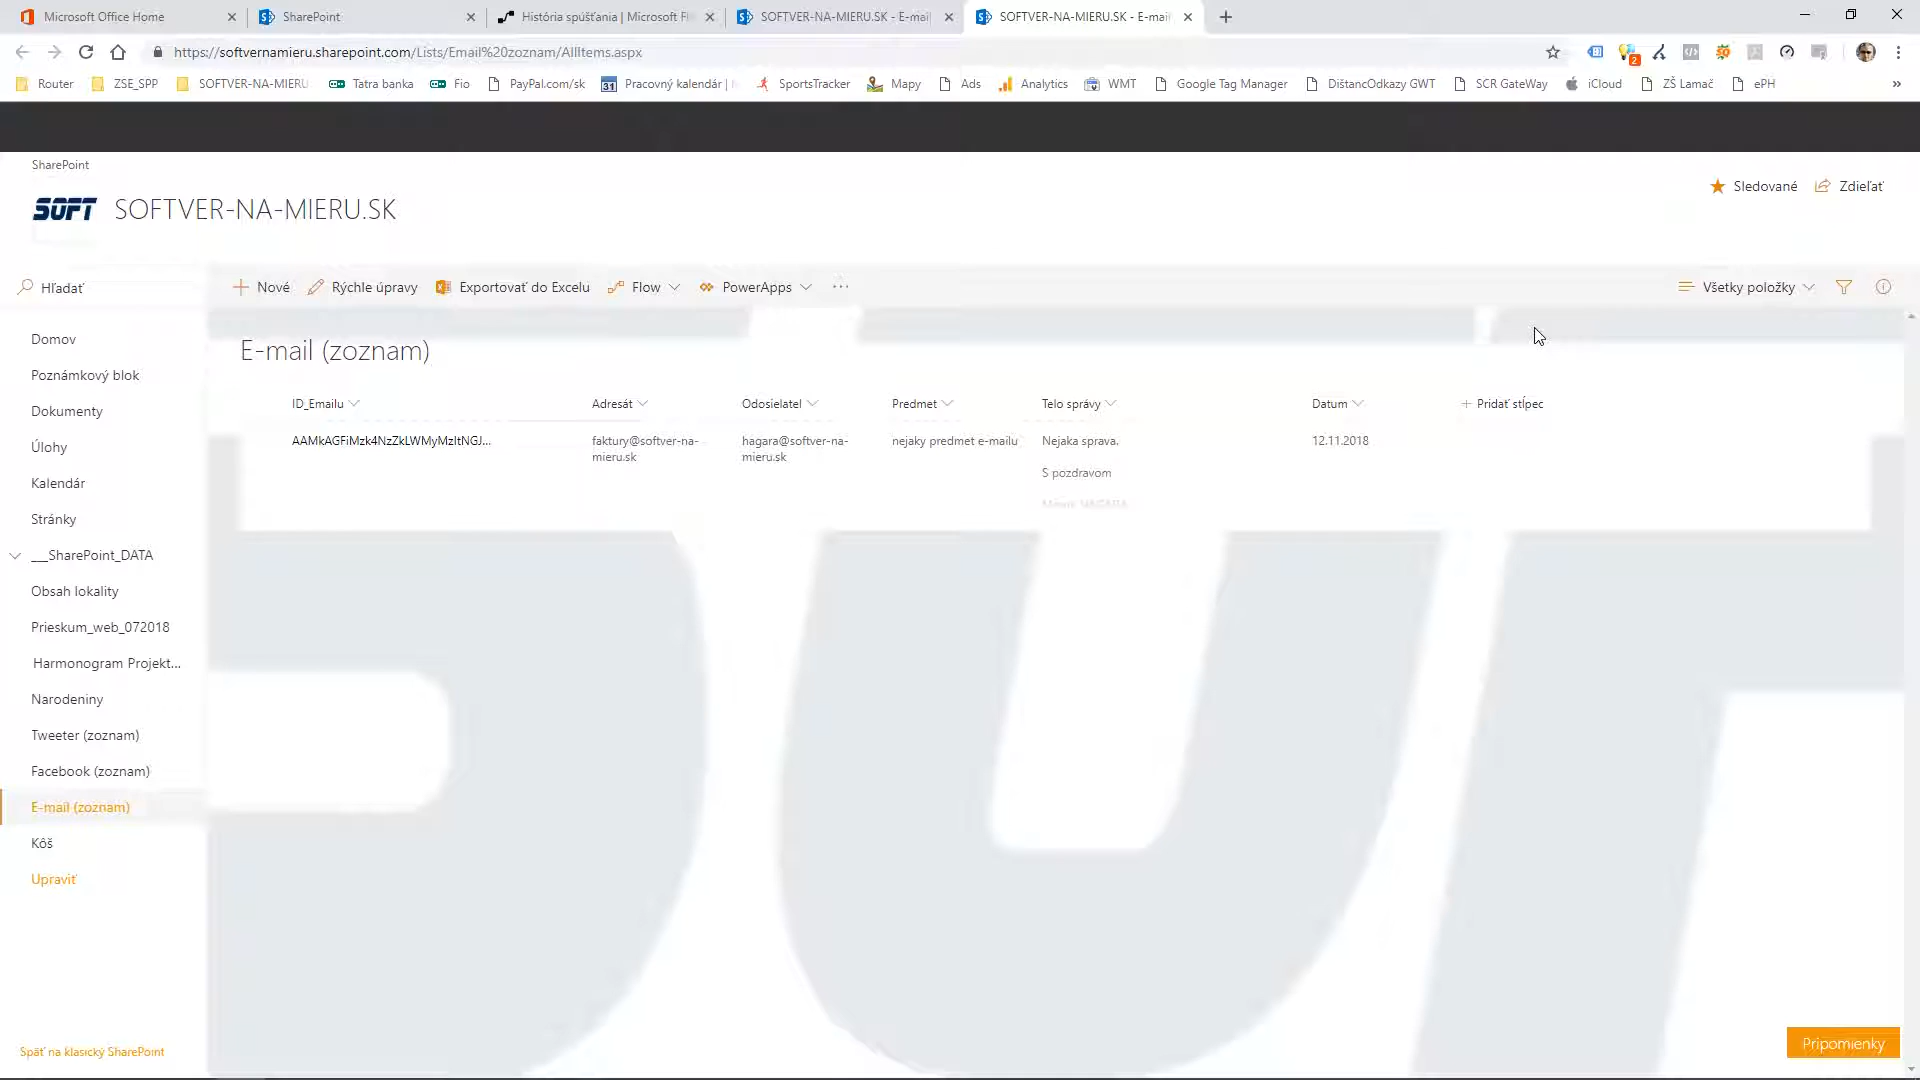 Microsoft Office Home
SharePoint
História spúšťania | Microsoft Fl
SOFTVER-NA-MIERU.SK - E-mail
SOFTVER-NA-MIERU.SK - E-mail
https://softvernamieru.sharepoint.com/Lists/Email%20zoznam/AllItems.aspx
2
Router
ZSE_SPP
SOFTVER-NA-MIERU
Tatra banka
Fio
PayPal.com/sk
31
Pracovný kalendár |
SportsTracker
Mapy
Ads
Analytics
WMT
Google Tag Manager
DištancOdkazy GWT
SCR GateWay
iCloud
ZŠ Lamač
ePH
»
SharePoint
SOFT
SOFTVER-NA-MIERU.SK
Sledované
Zdieľať
Hľadať
Nové
Rýchle úpravy
Exportovať do Excelu
Flow
PowerApps
Všetky položky
Domov
Poznámkový blok
Dokumenty
Úlohy
Kalendár
Stránky
__SharePoint_DATA
Obsah lokality
Prieskum_web_072018
Harmonogram Projekt...
Narodeniny
Tweeter (zoznam)
Facebook (zoznam)
E-mail (zoznam)
Kôš
Upraviť
Späť na klasický SharePoint
E-mail (zoznam)
ID_Emailu
Adresát
Odosielatel
Predmet
Telo správy
Datum
+ Pridať stĺpec
AAMkAGFiMzk4NzZkLWMyMzItNGJ...
faktury@softver-na-
mieru.sk
hagara@softver-na-
mieru.sk
nejaky predmet e-mailu
Nejaka sprava.
S pozdravom
12.11.2018
Pripomienky